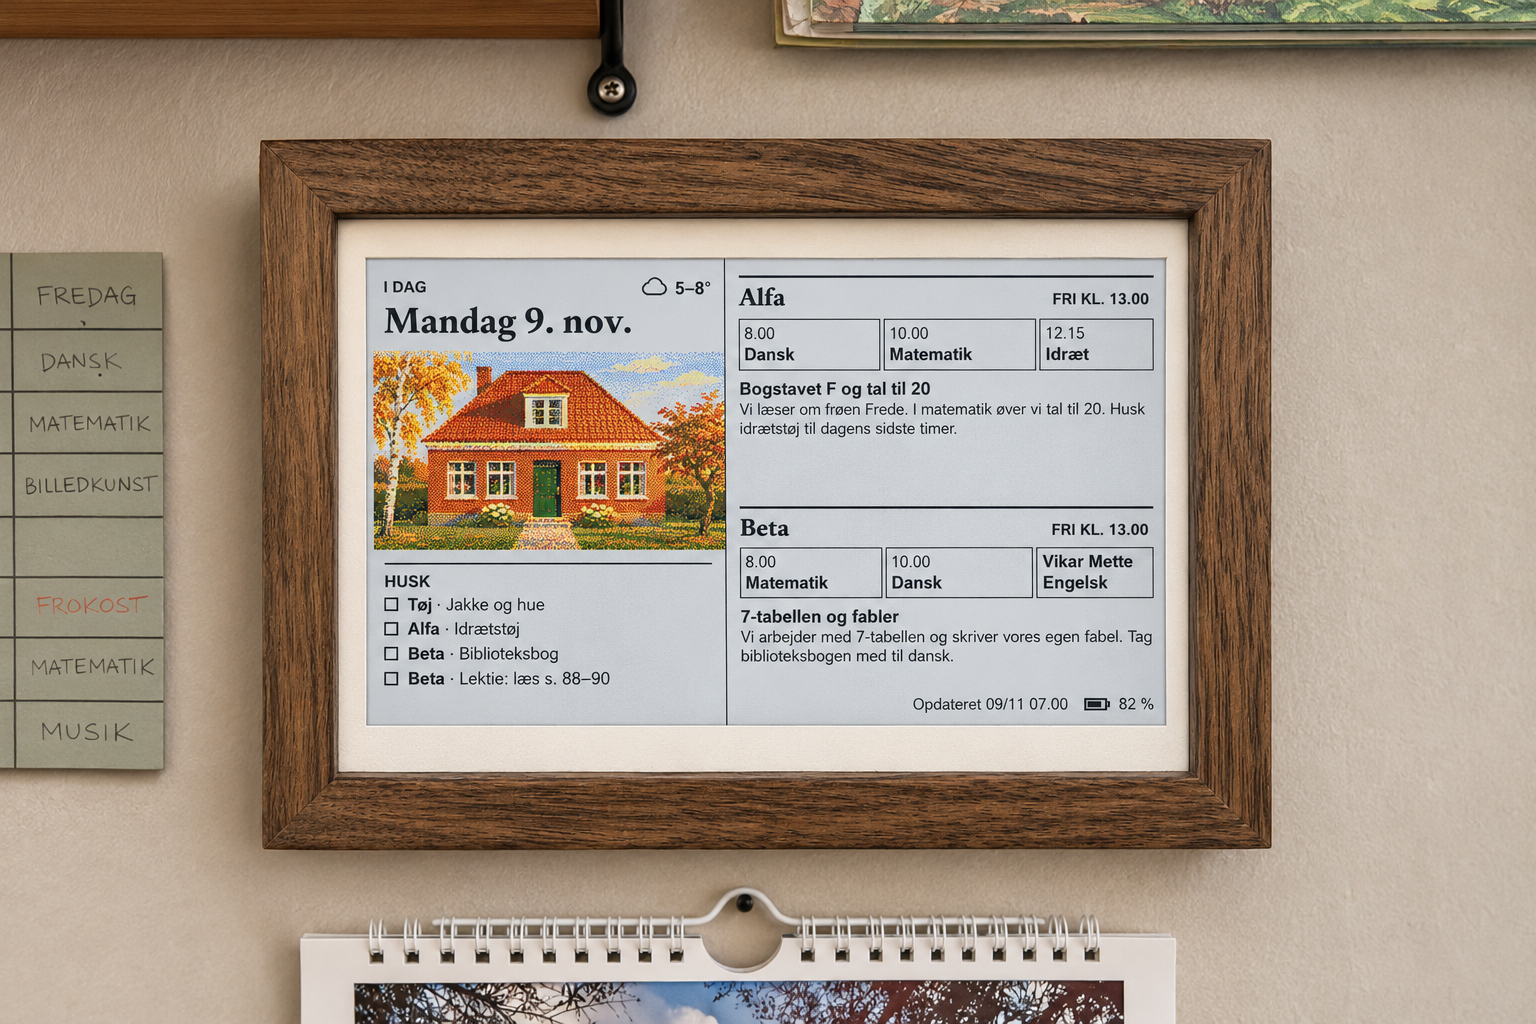 FREDAG
DANSK
MATEMATIK
BILLEDKUNST
FROKOST
MATEMATIK
MUSIK
I DAG
5–8°
Mandag 9. nov.
HUSK
Tøj · Jakke og hue
Alfa · Idrætstøj
Beta · Biblioteksbog
Beta · Lektie: læs s. 88–90
Alfa
FRI KL. 13.00
8.00
Dansk
10.00
Matematik
12.15
Idræt
Bogstavet F og tal til 20
Vi læser om frøen Frede. I matematik øver vi tal til 20. Husk
idrætstøj til dagens sidste timer.
Beta
FRI KL. 13.00
8.00
Matematik
10.00
Dansk
Vikar Mette
Engelsk
7-tabellen og fabler
Vi arbejder med 7-tabellen og skriver vores egen fabel. Tag
biblioteksbogen med til dansk.
Opdateret 09/11 07.00
82 %